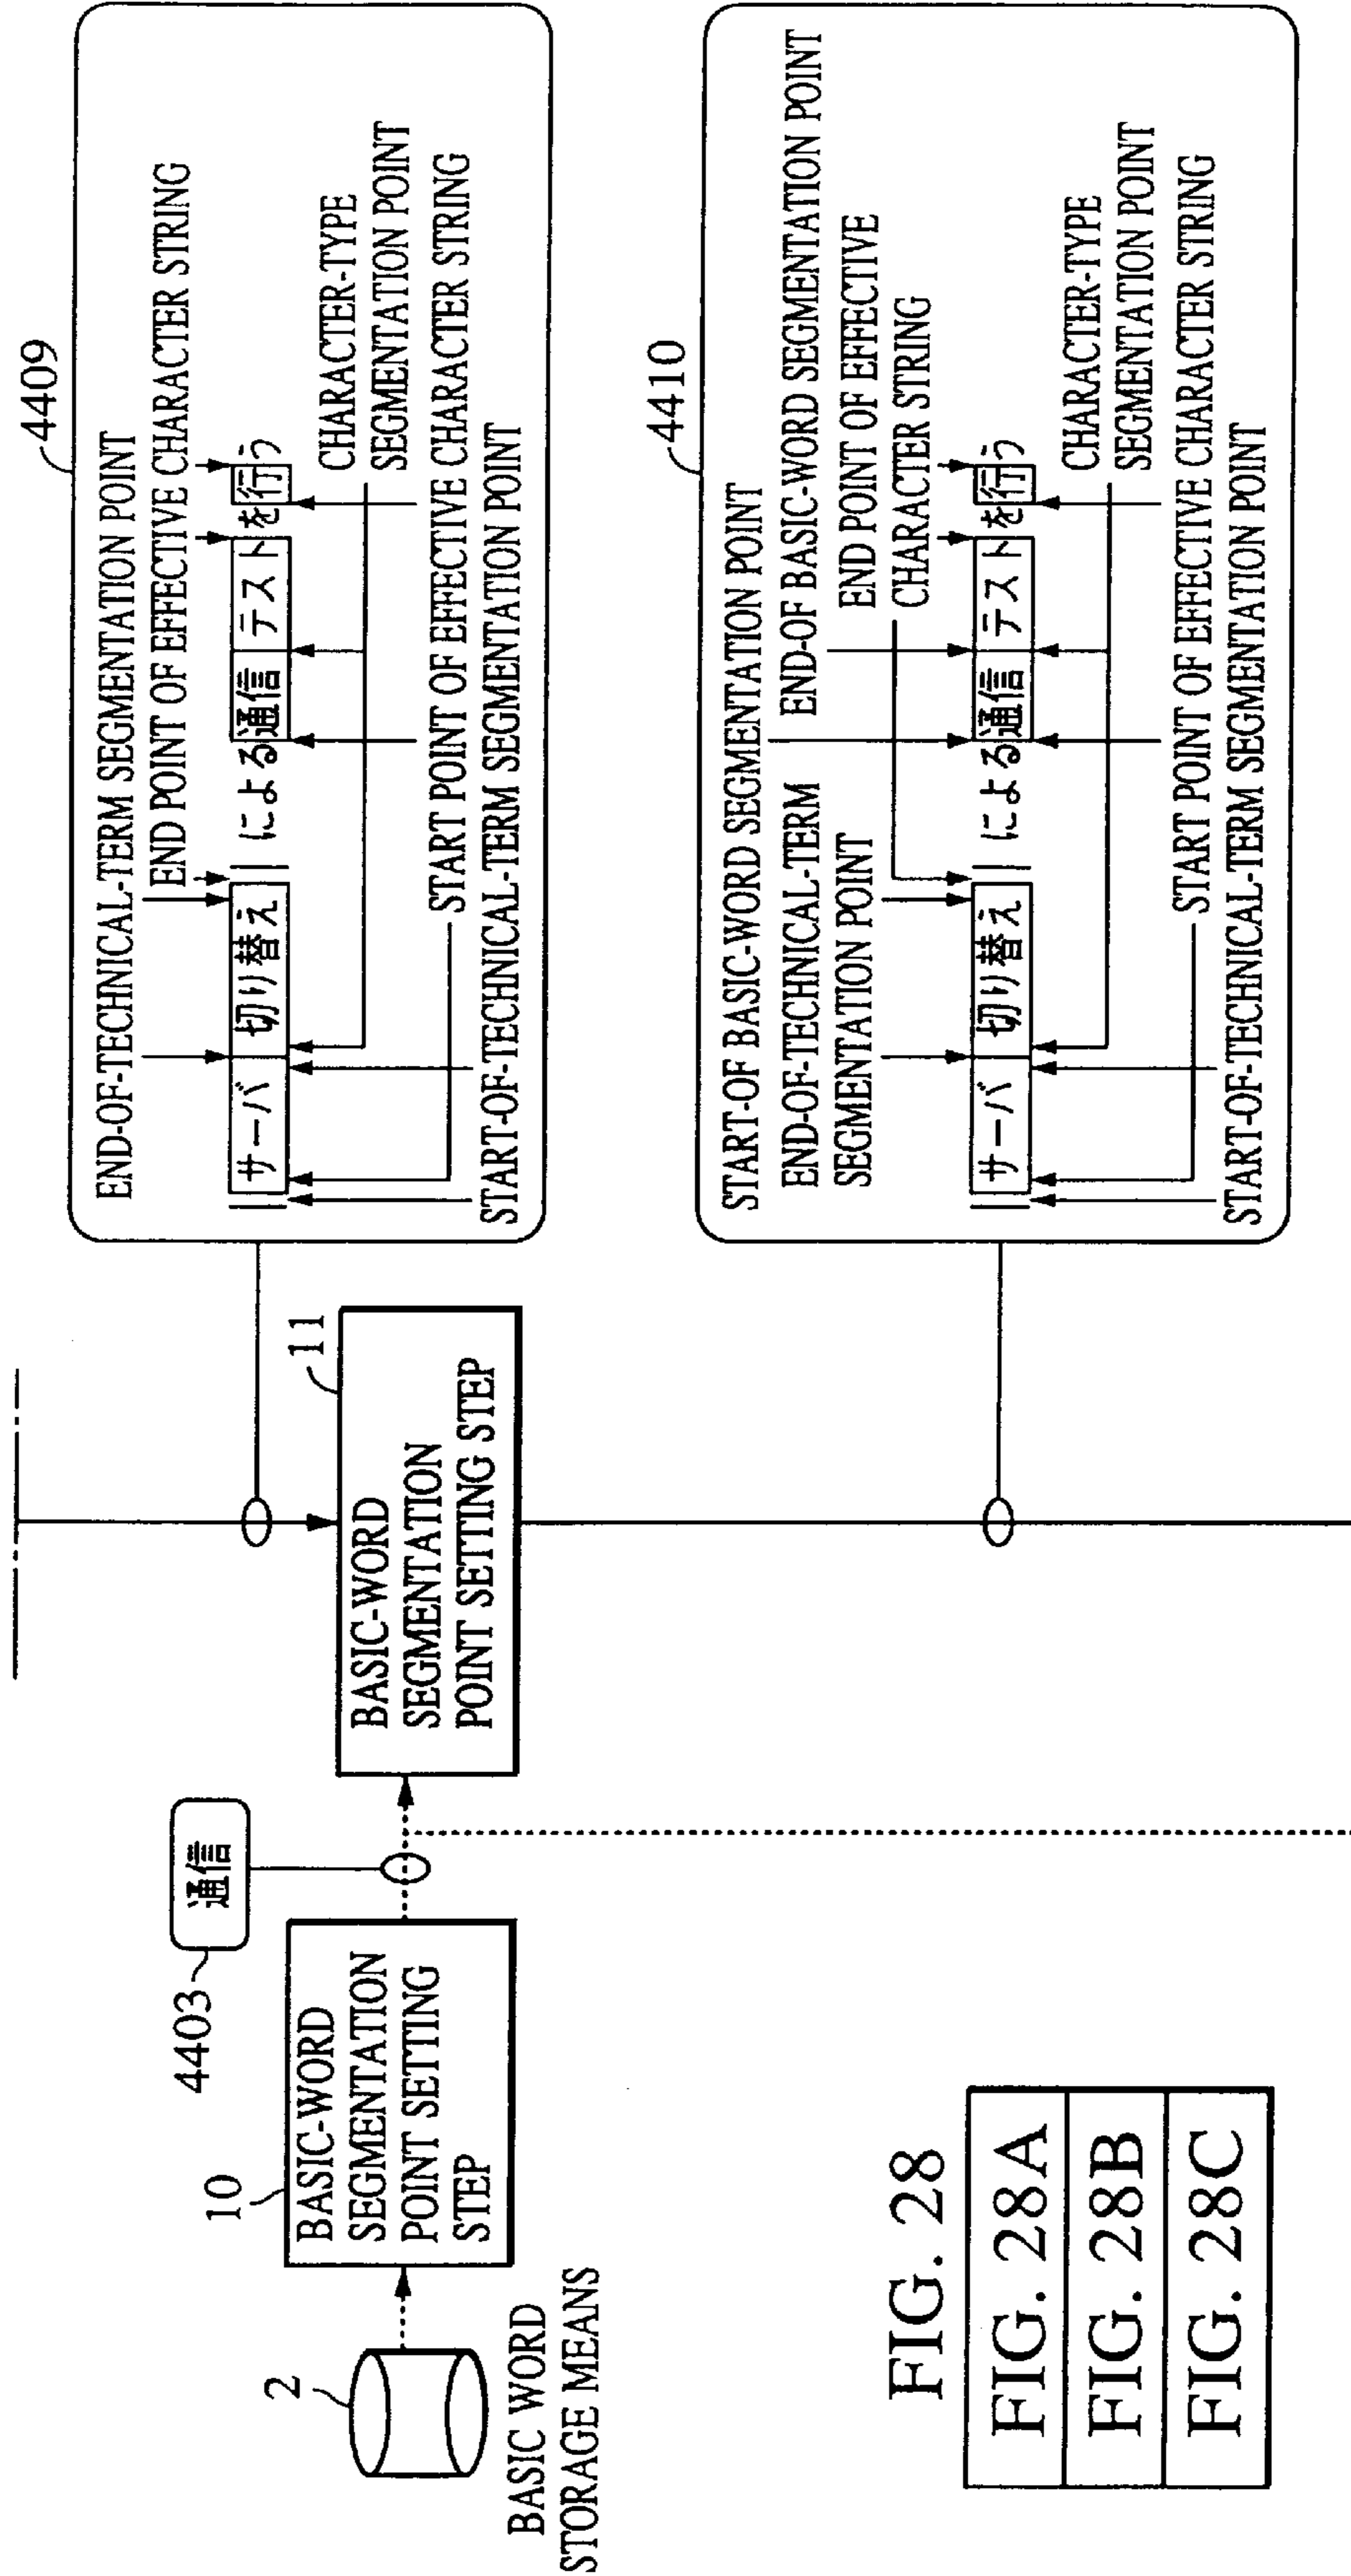 4409
END-OF-TECHNICAL-TERM SEGMENTATION POINT
END POINT OF EFFECTIVE CHARACTER STRING
サーバ 切り替え による通信 テストを行う
CHARACTER-TYPE
SEGMENTATION POINT
START POINT OF EFFECTIVE CHARACTER STRING
START-OF-TECHNICAL-TERM SEGMENTATION POINT
4403
通信
2
BASIC WORD
STORAGE MEANS
10
BASIC-WORD
SEGMENTATION
POINT SETTING
STEP
11
BASIC-WORD
SEGMENTATION
POINT SETTING STEP
4410
START-OF BASIC-WORD SEGMENTATION POINT
END-OF-TECHNICAL-TERM
SEGMENTATION POINT
END-OF BASIC-WORD SEGMENTATION POINT
END POINT OF EFFECTIVE
CHARACTER STRING
サーバ 切り替え による通信 テストを行う
CHARACTER-TYPE
SEGMENTATION POINT
START POINT OF EFFECTIVE CHARACTER STRING
START-OF-TECHNICAL-TERM SEGMENTATION POINT
FIG. 28
FIG. 28A
FIG. 28B
FIG. 28C